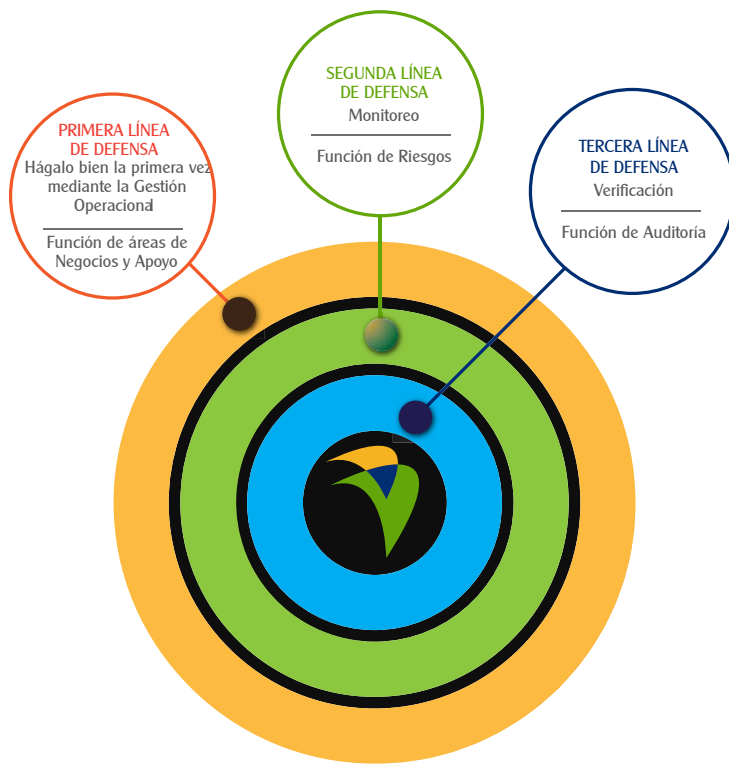 PRIMERA LÍNEA
DE DEFENSA
Hágalo bien la primera vez
mediante la Gestión
Operacional
Función de áreas de
Negocios y Apoyo
SEGUNDA LÍNEA
DE DEFENSA
Monitoreo
Función de Riesgos
TERCERA LÍNEA
DE DEFENSA
Verificación
Función de Auditoría